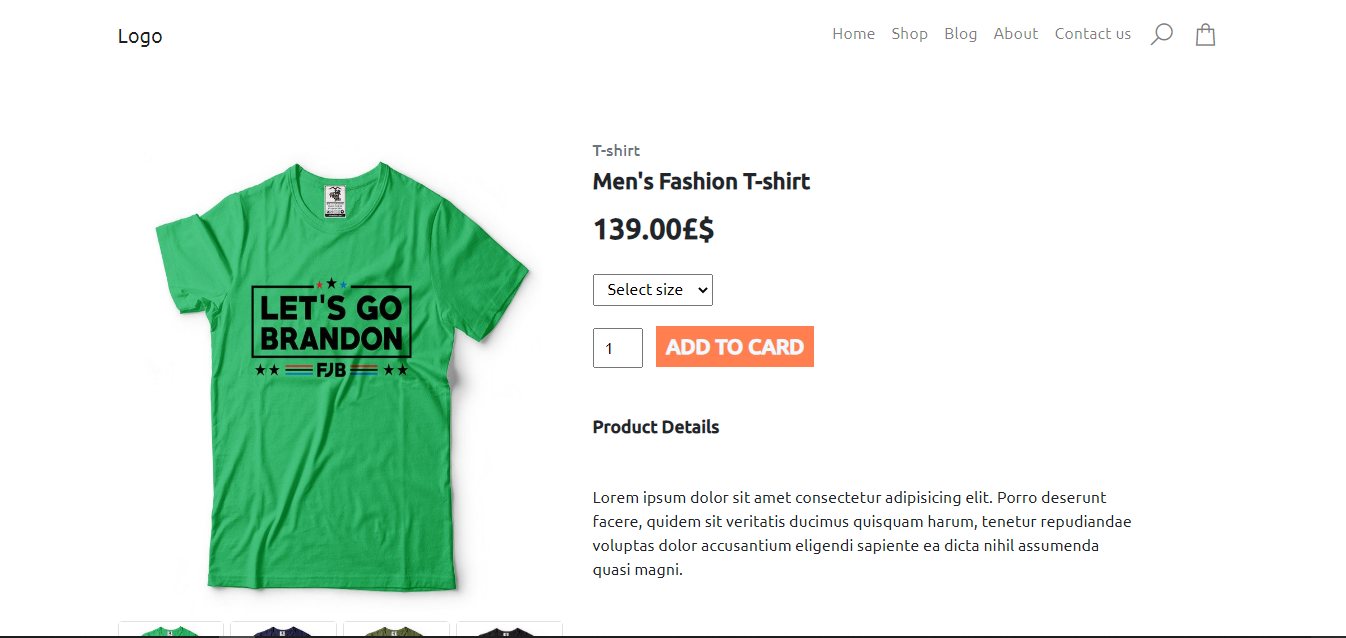 Logo
Home Shop Blog About Contact us
T-shirt
Men's Fashion T-shirt
139.00£$
Select size
1
ADD TO CARD
LET'S GO
BRANDON
FJB
Product Details
Lorem ipsum dolor sit amet consectetur adipisicing elit. Porro deserunt
facere, quidem sit veritatis ducimus quisquam harum, tenetur repudiandae
voluptas dolor accusantium eligendi sapiente ea dicta nihil assumenda
quasi magni.